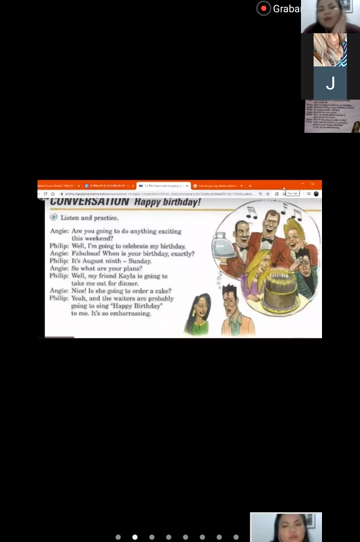 Graba
J
CONVERSATION Happy birthday!
Listen and practice.
Angie: Are you going to do anything exciting
this weekend?
Philip: Well, I'm going to celebrate my birthday.
Angie: Fabulous! When is your birthday, exactly?
Philip: It's August ninth – Sunday.
Angie: So what are your plans?
Philip: Well, my friend Kayla is going to
take me out for dinner.
Angie: Nice! Is she going to order a cake?
Philip: Yeah, and the waiters are probably
going to sing "Happy Birthday"
to me. It's so embarrassing.